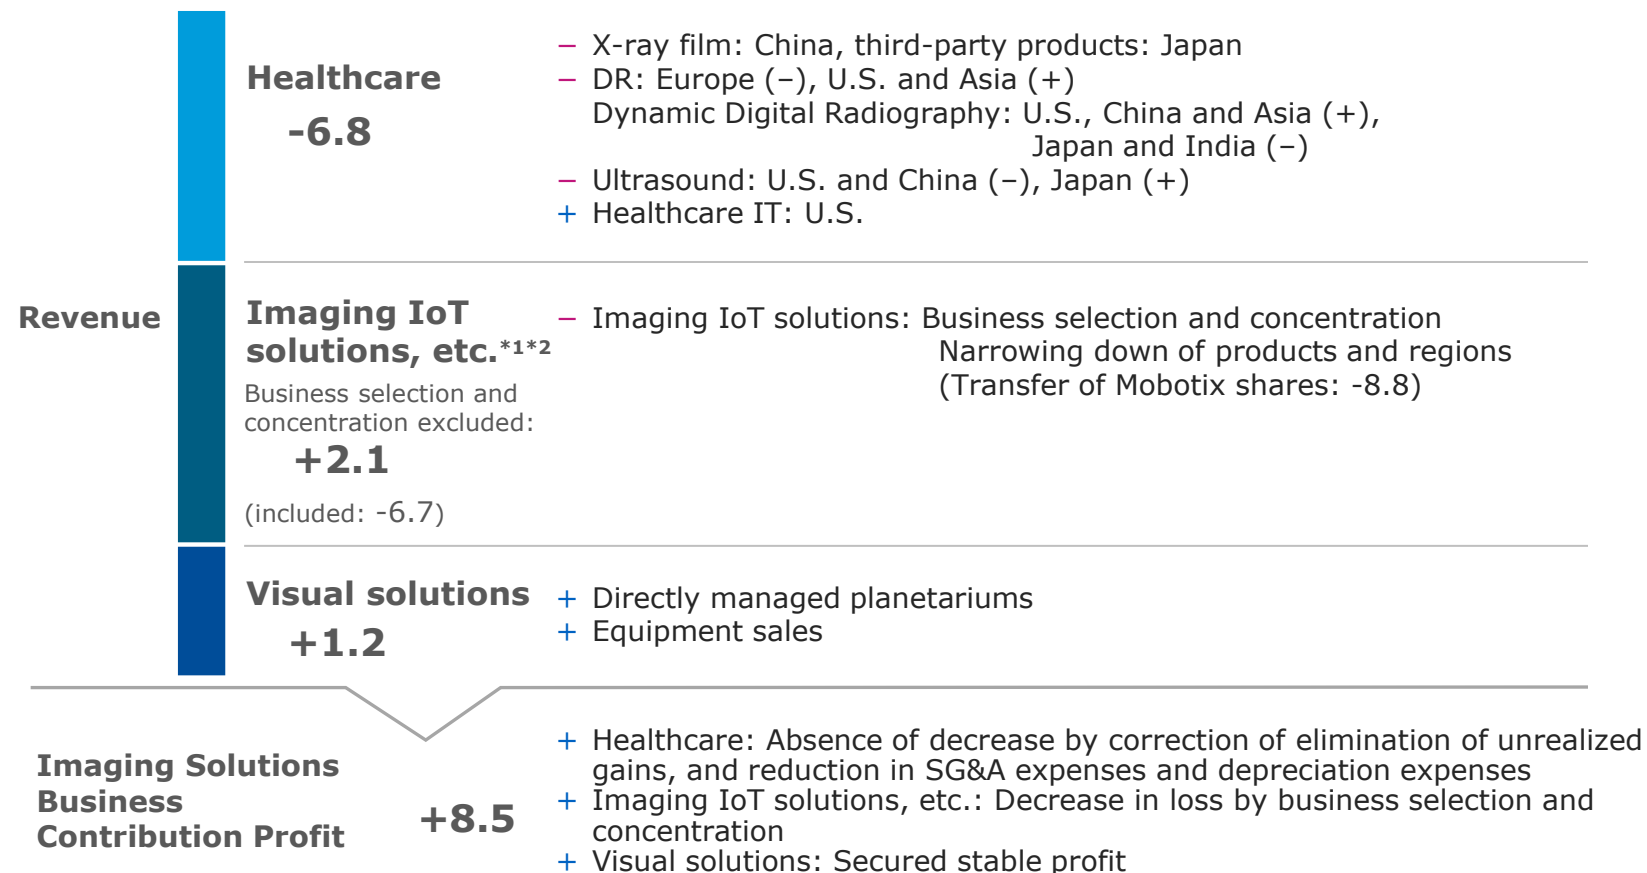 Revenue
Healthcare
-6.8
− X-ray film: China, third-party products: Japan
− DR: Europe (–), U.S. and Asia (+)
Dynamic Digital Radiography: U.S., China and Asia (+),
Japan and India (–)
− Ultrasound: U.S. and China (–), Japan (+)
+ Healthcare IT: U.S.
Imaging IoT
solutions, etc.*1*2
Business selection and
concentration excluded:
+2.1
(included: -6.7)
− Imaging IoT solutions: Business selection and concentration
Narrowing down of products and regions
(Transfer of Mobotix shares: -8.8)
Visual solutions
+1.2
+ Directly managed planetariums
+ Equipment sales
Imaging Solutions
Business
Contribution Profit
+8.5
+ Healthcare: Absence of decrease by correction of elimination of unrealized
gains, and reduction in SG&A expenses and depreciation expenses
+ Imaging IoT solutions, etc.: Decrease in loss by business selection and
concentration
+ Visual solutions: Secured stable profit